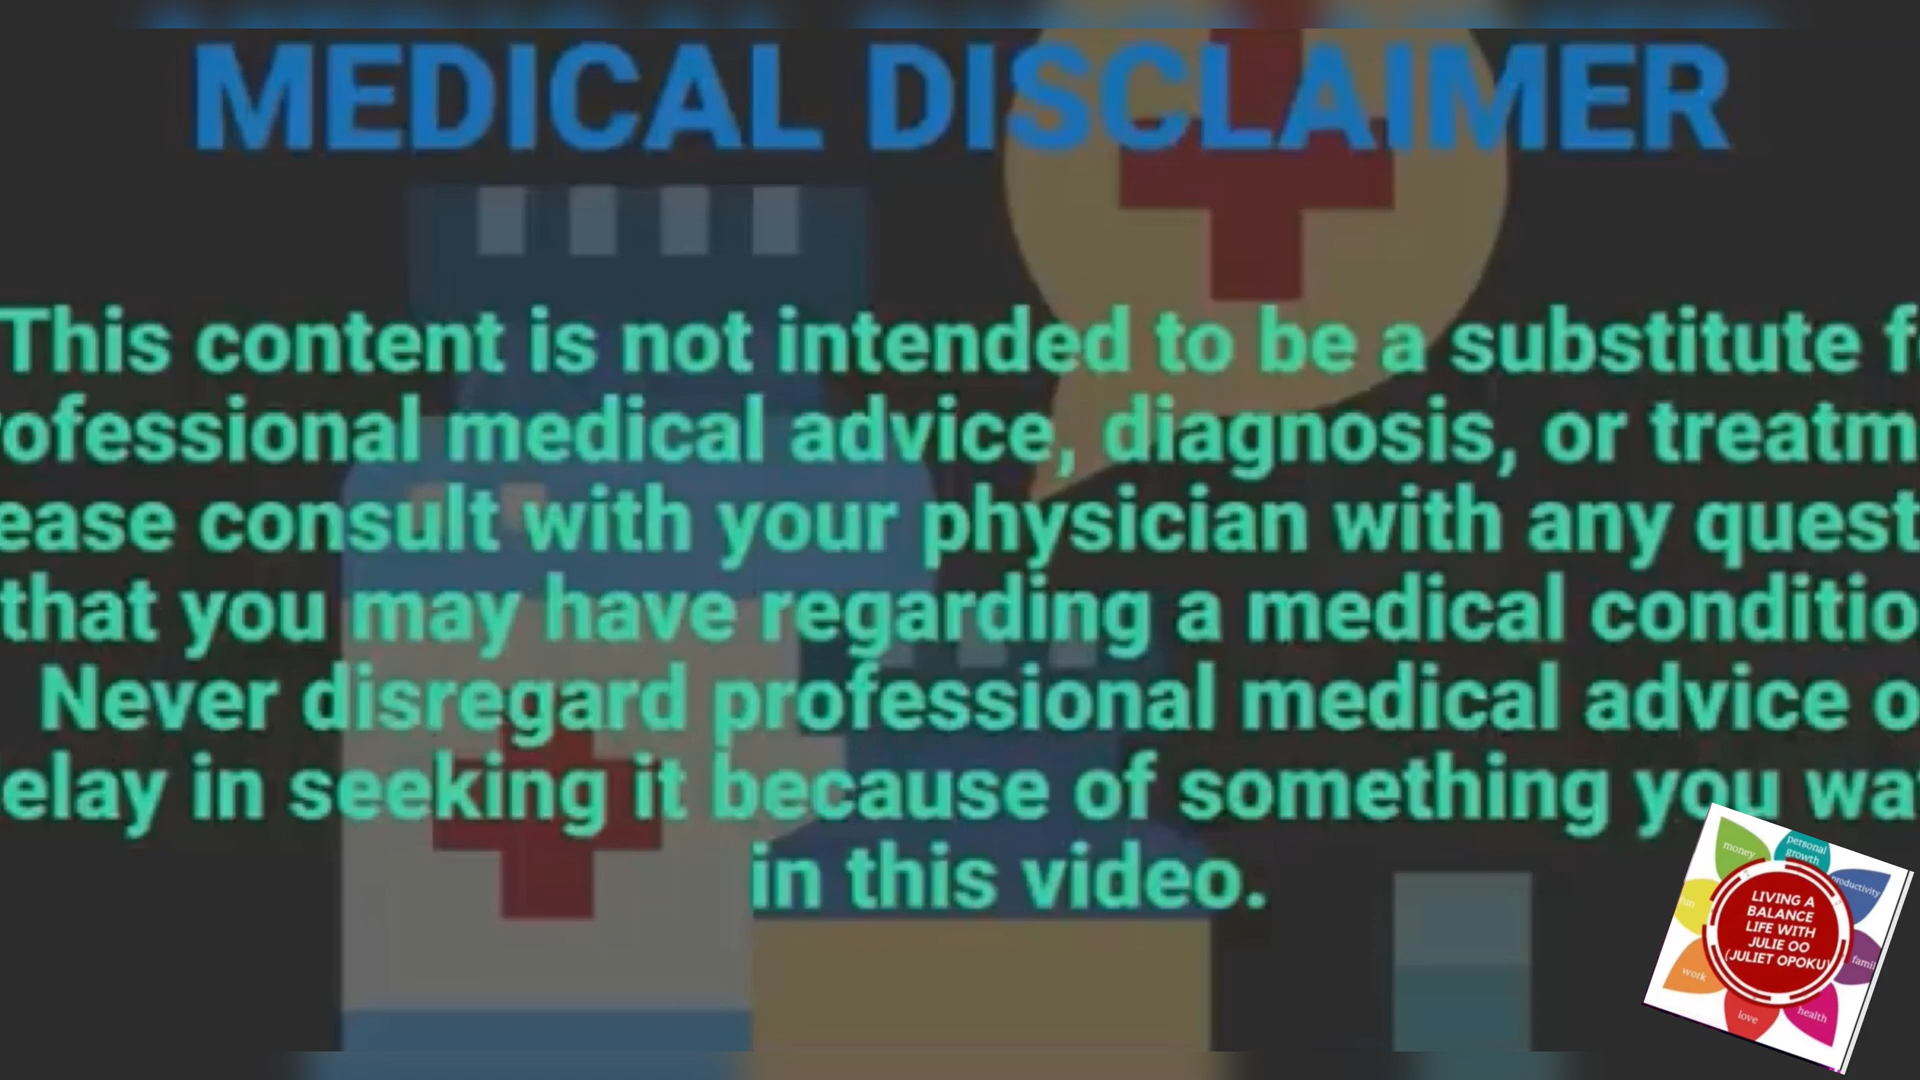 MEDICAL DISCLAIMER
This content is not intended to be a substitute f
ofessional medical advice, diagnosis, or treatm
ease consult with your physician with any quest
that you may have regarding a medical conditio
Never disregard professional medical advice o
elay in seeking it because of something you wa
in this video.
money
personal
growth
productivity
fun
LIVING A
BALANCE
LIFE WITH
JULIE OO
(JULIET OPOKU)
famil
work
love
health